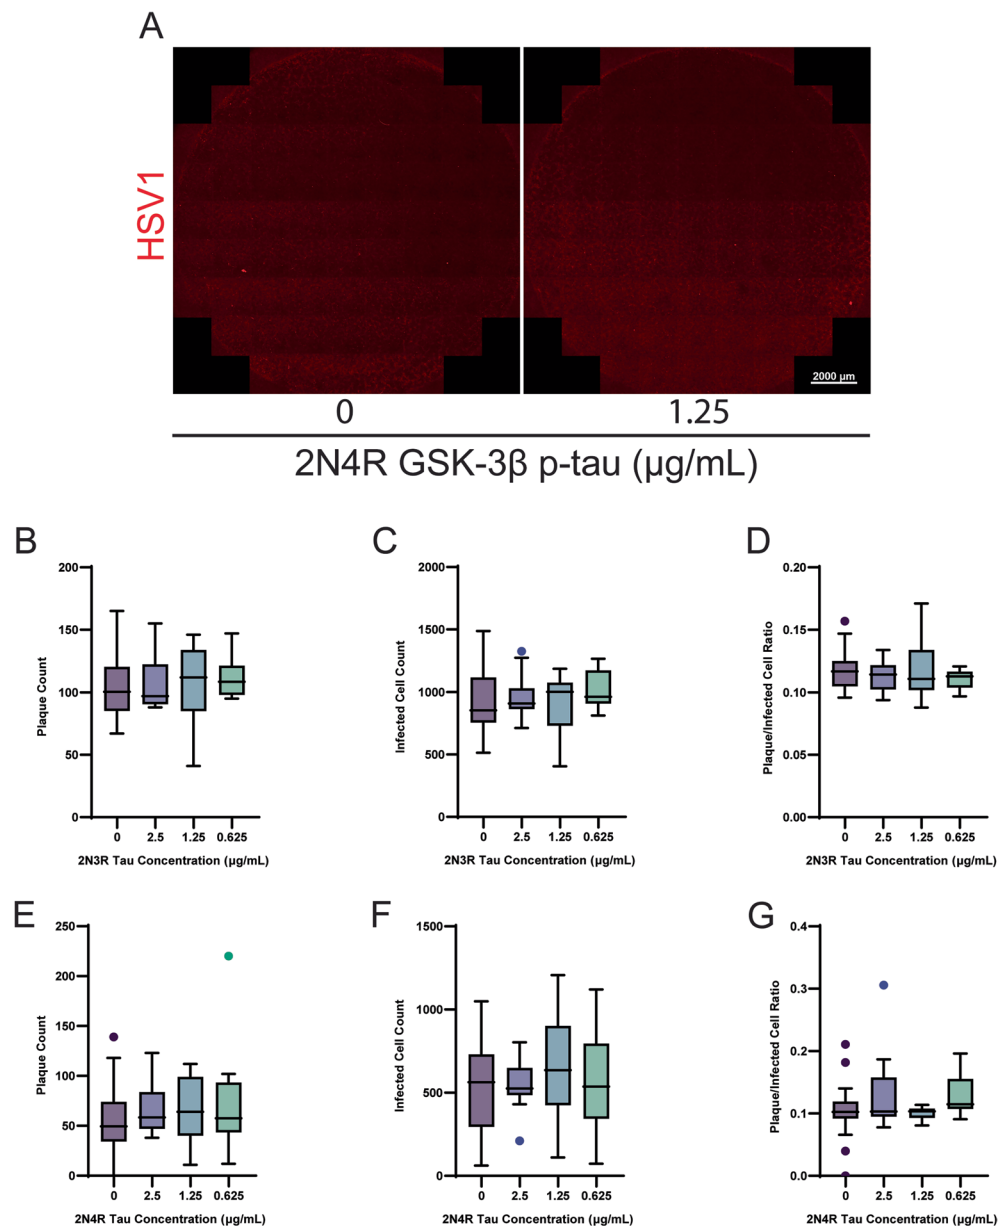 A
HSV1
2000 µm
0 1.25
2N4R GSK-3β p-tau (µg/mL)
B
Plaque Count
200
150
100
50
0
0 2.5 1.25 0.625
2N3R Tau Concentration (µg/mL)
C
Infected Cell Count
1500
1000
500
0
0 2.5 1.25 0.625
2N3R Tau Concentration (µg/mL)
D
Plaque/Infected Cell Ratio
0.20
0.15
0.10
0.05
0.00
0 2.5 1.25 0.625
2N3R Tau Concentration (µg/mL)
E
Plaque Count
250
200
150
100
50
0
0 2.5 1.25 0.625
2N4R Tau Concentration (µg/mL)
F
Infected Cell Count
1500
1000
500
0
0 2.5 1.25 0.625
2N4R Tau Concentration (µg/mL)
G
Plaque/Infected Cell Ratio
0.4
0.3
0.2
0.1
0.0
0 2.5 1.25 0.625
2N4R Tau Concentration (µg/mL)